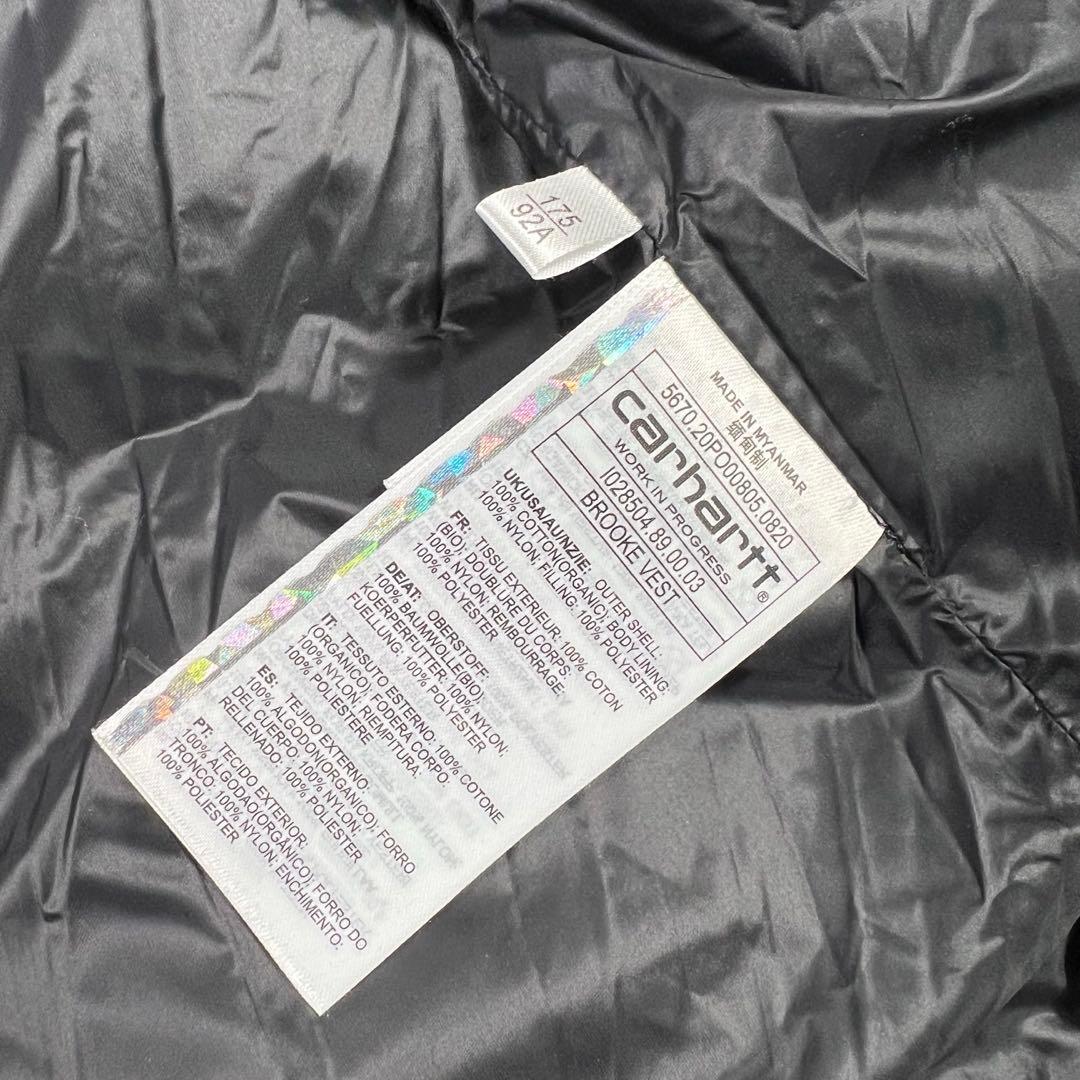 175
92A
MADE IN MYANMAR
缅甸制
5670.20PO00805.0820
carhartt®
WORK IN PROGRESS
I028504.89.00.03
BROOKE VEST
UK/USA/AU/NZ/IE: OUTER SHELL:
100% COTTON(ORGANIC); BODY LINING:
100% NYLON; FILLING: 100% POLYESTER
FR: TISSU EXTERIEUR: 100% COTON
(BIO); DOUBLURE DU CORPS:
100% NYLON; REMBOURRAGE:
100% POLYESTER
DE/AT: OBERSTOFF:
100% BAUMWOLLE(BIO);
KOERPERFUTTER: 100% NYLON;
FUELLUNG: 100% POLYESTER
IT: TESSUTO ESTERNO: 100% COTONE
(ORGANICO); FODERA CORPO:
100% NYLON; RIEMPITURA:
100% POLIESTERE
ES: TEJIDO EXTERNO:
100% ALGODON(ORGANICO); FORRO
DEL CUERPO: 100% NYLON;
RELLENADO: 100% POLIESTER
PT: TECIDO EXTERIOR:
100% ALGODAO(ORGÂNICO); FORRO DO
TRONCO: 100% NYLON; ENCHIMENTO:
100% POLIESTER